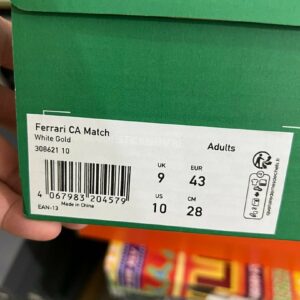 Ferrari CA Match
White Gold
308621 10
Adults
UK EUR
9 43
US CM
10 28
4 067983 204579
EAN-13 Made in China